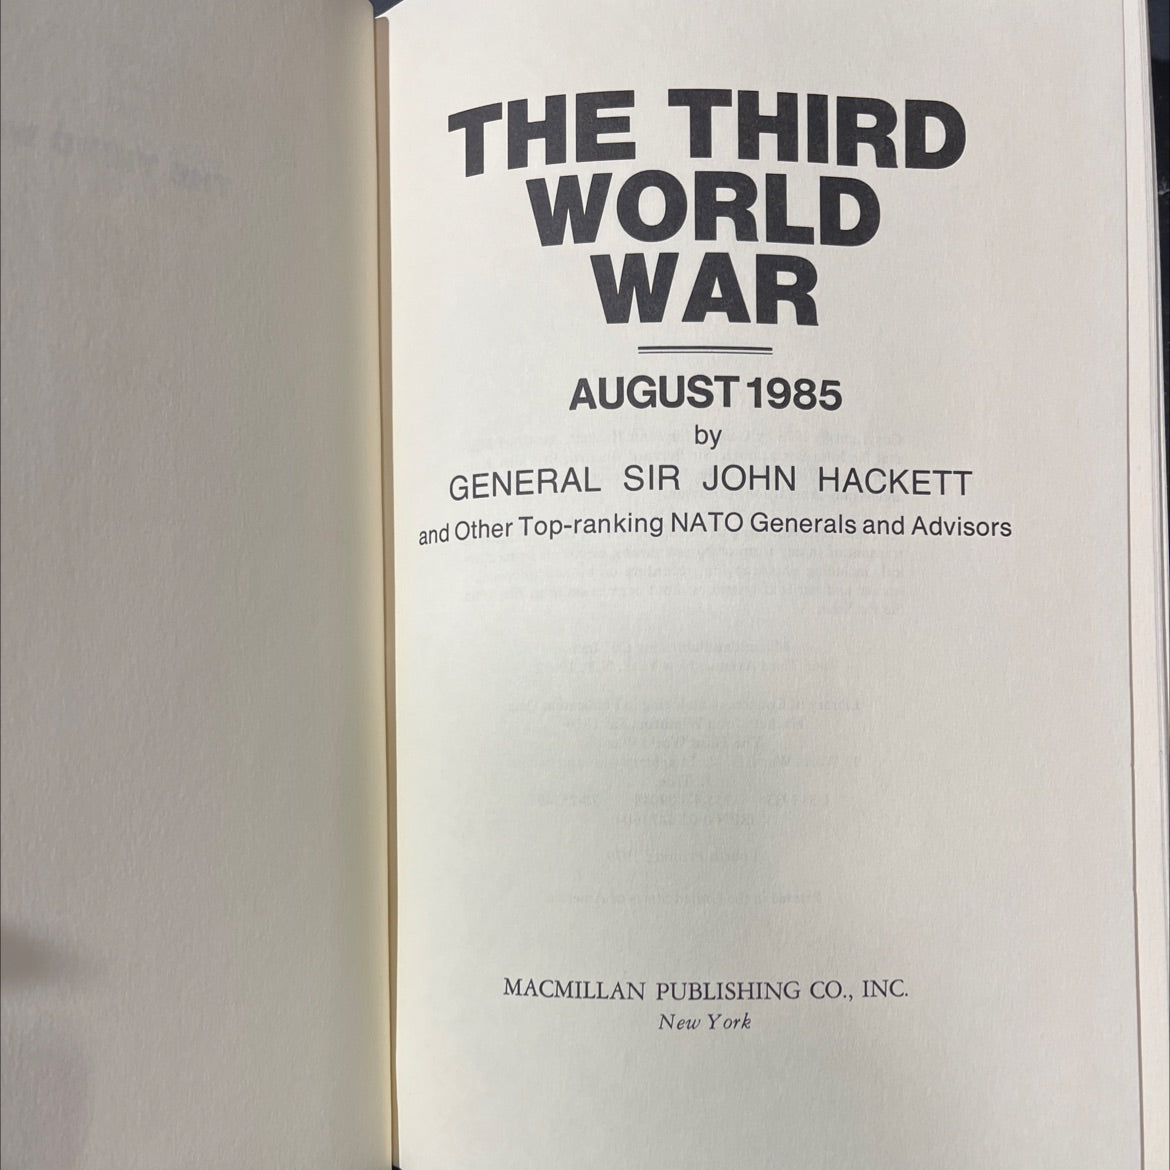 THE THIRD
WORLD
WAR
AUGUST 1985
by
GENERAL SIR JOHN HACKETT
and Other Top-ranking NATO Generals and Advisors
MACMILLAN PUBLISHING CO., INC.
New York